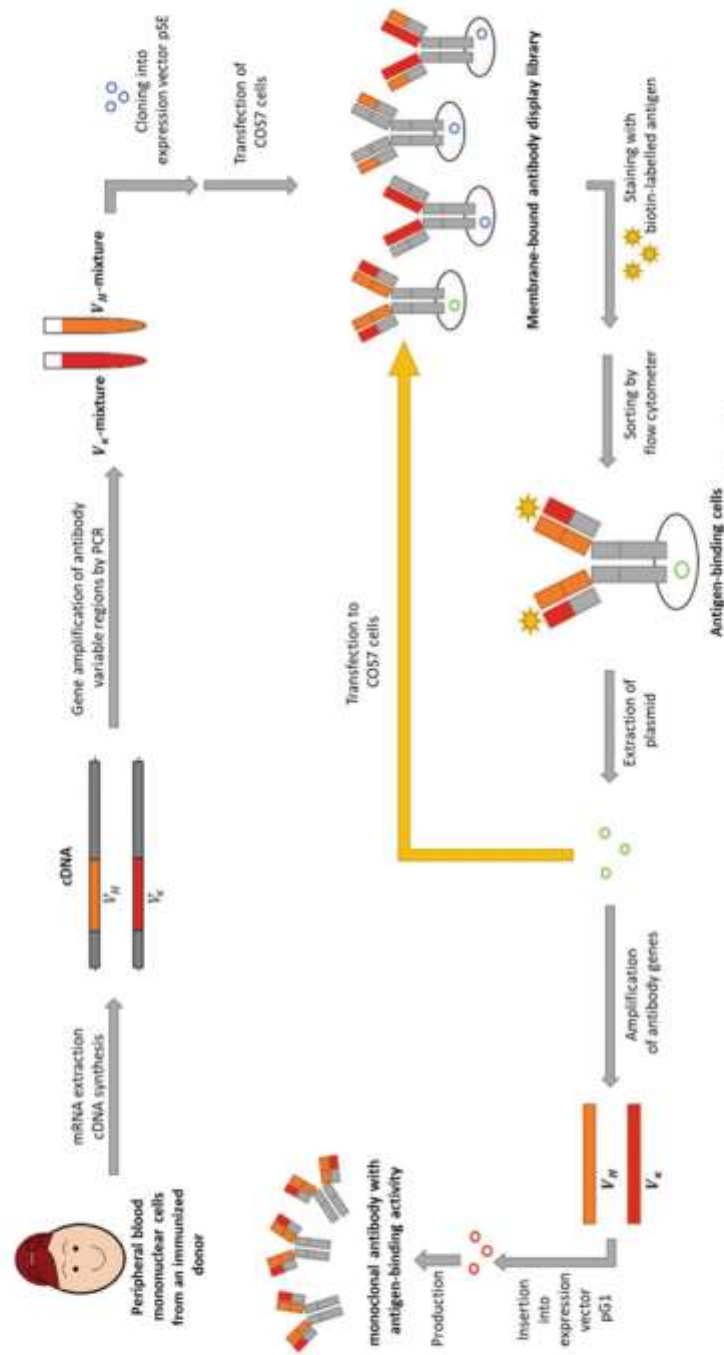 Peripheral blood
mononuclear cells
from an immunized
donor
mRNA extraction
cDNA synthesis
cDNA
V_H
V_κ
Gene amplification of antibody
variable regions by PCR
V_κ-mixture
V_H-mixture
Cloning into
expression vector pSE
Transfection of
COS7 cells
Membrane-bound antibody display library
Staining with
biotin-labelled antigen
Sorting by
flow cytometer
Antigen-binding cells
Extraction of
plasmid
Transfection to
COS7 cells
Amplification
of antibody genes
V_H
V_κ
Insertion
into
expression
vector
pG1
Production
monoclonal antibody with
antigen-binding activity